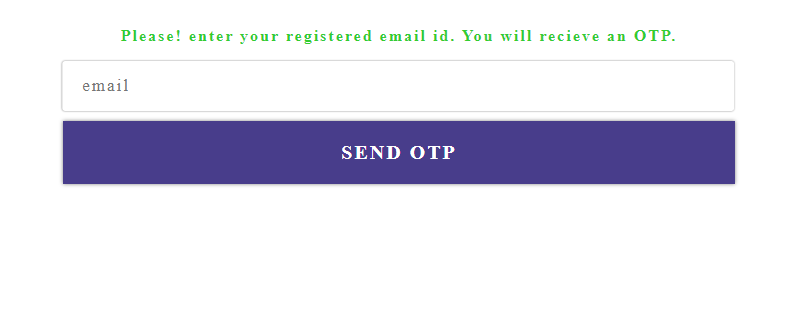 Please! enter your registered email id. You will recieve an OTP.
email
SEND OTP